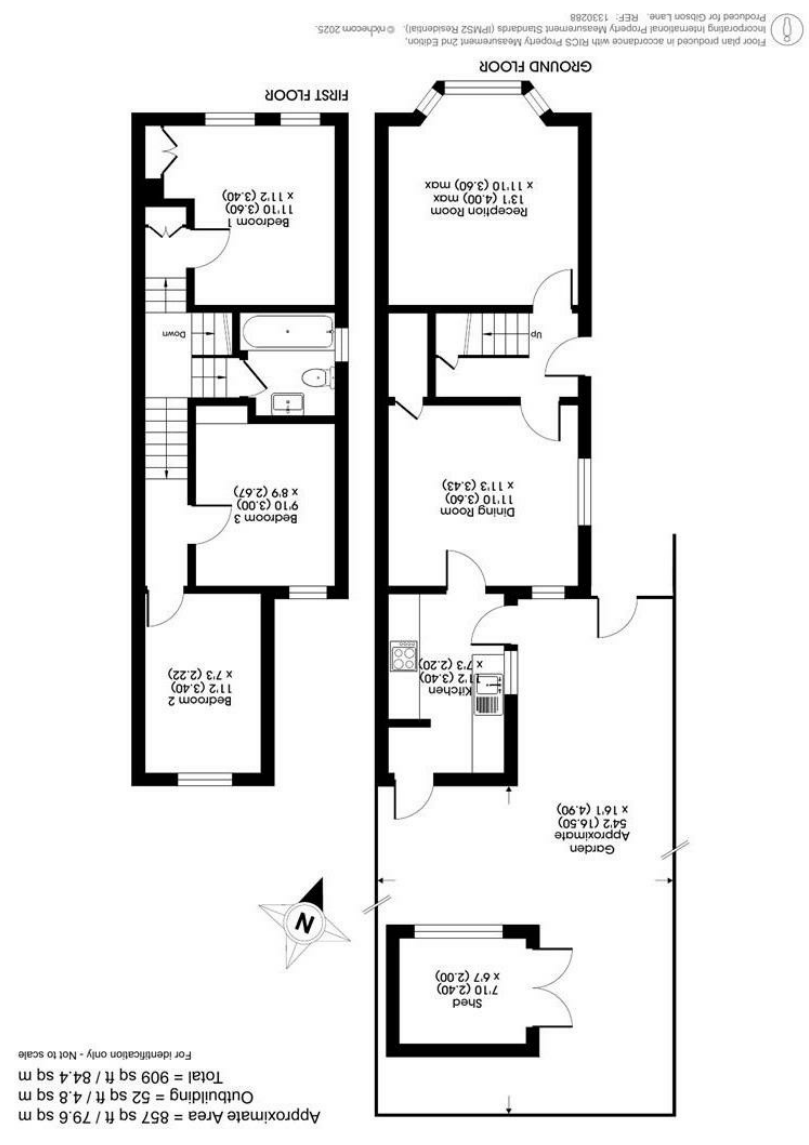 Approximate Area = 857 sq ft / 79.6 sq m
Outbuilding = 52 sq ft / 4.8 sq m
Total = 909 sq ft / 84.4 sq m
For identification only - Not to scale
Shed
7'10 (2.40)
x 6'7 (2.00)
N
Garden
Approximate
54'2 (16.50)
x 16'1 (4.90)
Kitchen
11'2 (3.40)
x 7'3 (2.20)
Bedroom 2
11'2 (3.40)
x 7'3 (2.22)
Dining Room
11'10 (3.60)
x 11'3 (3.43)
Bedroom 3
9'10 (3.00)
x 8'9 (2.67)
Up
Down
Reception Room
13'1 (4.00) max
x 11'10 (3.60) max
Bedroom 1
11'10 (3.60)
x 11'2 (3.40)
GROUND FLOOR
FIRST FLOOR
Floor plan produced in accordance with RICS Property Measurement 2nd Edition,
Incorporating International Property Measurement Standards (IPMS2 Residential). © nichecom 2025.
Produced for Gibson Lane. REF: 1330288